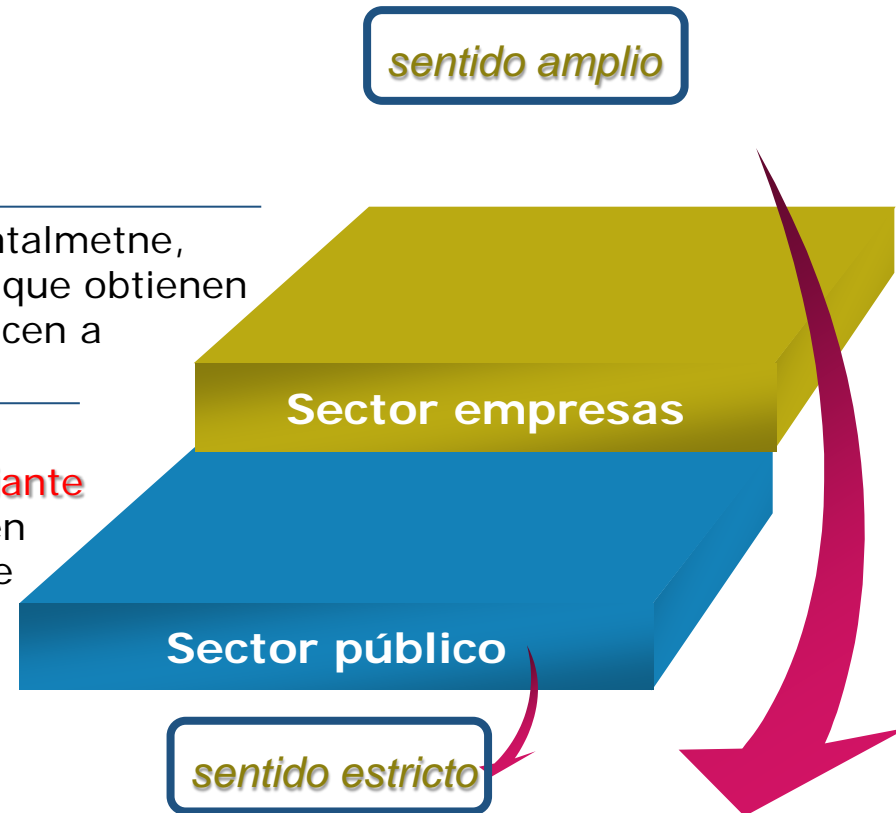 sentido amplio
ntalmetne,
que obtienen
cen a
Sector empresas
ante
en
e
Sector público
sentido estricto